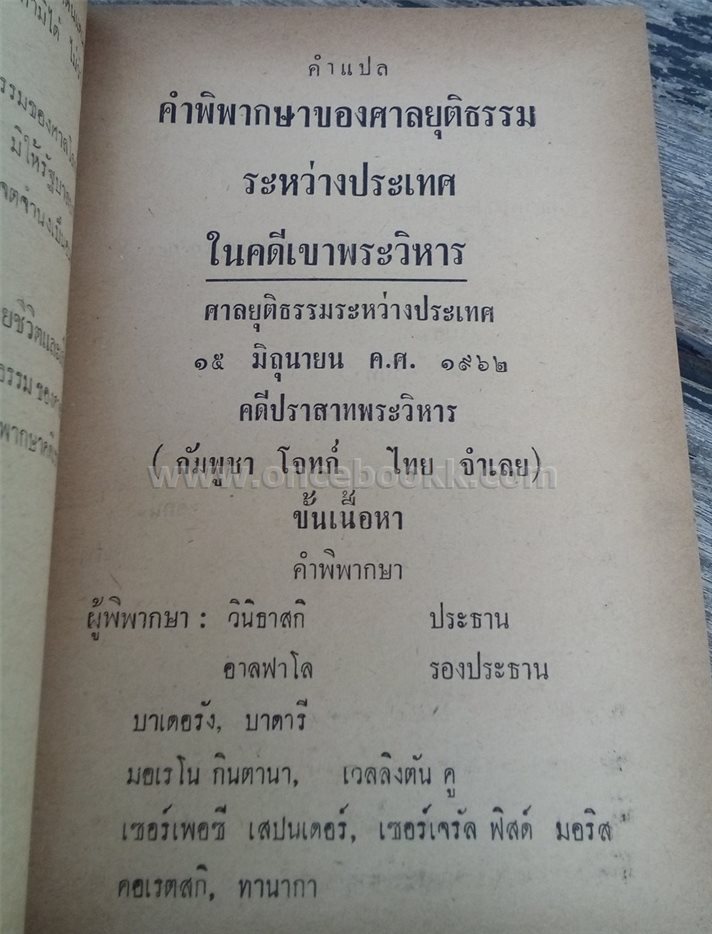 คำแปล
คำพิพากษาของศาลยุติธรรม
ระหว่างประเทศ
ในคดีเขาพระวิหาร
ศาลยุติธรรมระหว่างประเทศ
๑๕ มิถุนายน ค.ศ. ๑๙๖๒
คดีปราสาทพระวิหาร
(กัมพูชา โจทก์ ไทย จำเลย)
www.oncebookk.com
ขั้นเนื้อหา
คำพิพากษา
ผู้พิพากษา : วินิธาสกิ ประธาน
อาลฟาโล รองประธาน
บาเดอรัง, บาดารี
มอเรโน กินตานา, เวลลิงตัน คู
เซอร์เพอซี สเปนเดอร์, เซอร์เจรัล ฟิสด์ มอริส
คอเรตสกิ, ทานากา